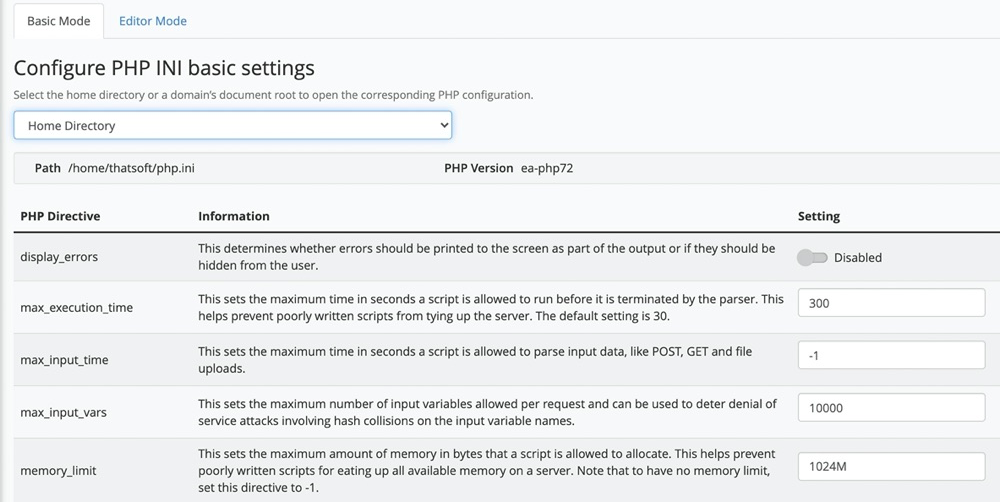 Basic Mode Editor Mode
Configure PHP INI basic settings
Select the home directory or a domain's document root to open the corresponding PHP configuration.
Home Directory
Path /home/thatsoft/php.ini PHP Version ea-php72
PHP Directive Information Setting
display_errors
This determines whether errors should be printed to the screen as part of the output or if they should be
hidden from the user.
Disabled
max_execution_time
This sets the maximum time in seconds a script is allowed to run before it is terminated by the parser. This
helps prevent poorly written scripts from tying up the server. The default setting is 30.
300
max_input_time
This sets the maximum time in seconds a script is allowed to parse input data, like POST, GET and file
uploads.
-1
max_input_vars
This sets the maximum number of input variables allowed per request and can be used to deter denial of
service attacks involving hash collisions on the input variable names.
10000
memory_limit
This sets the maximum amount of memory in bytes that a script is allowed to allocate. This helps prevent
poorly written scripts for eating up all available memory on a server. Note that to have no memory limit,
set this directive to -1.
1024M